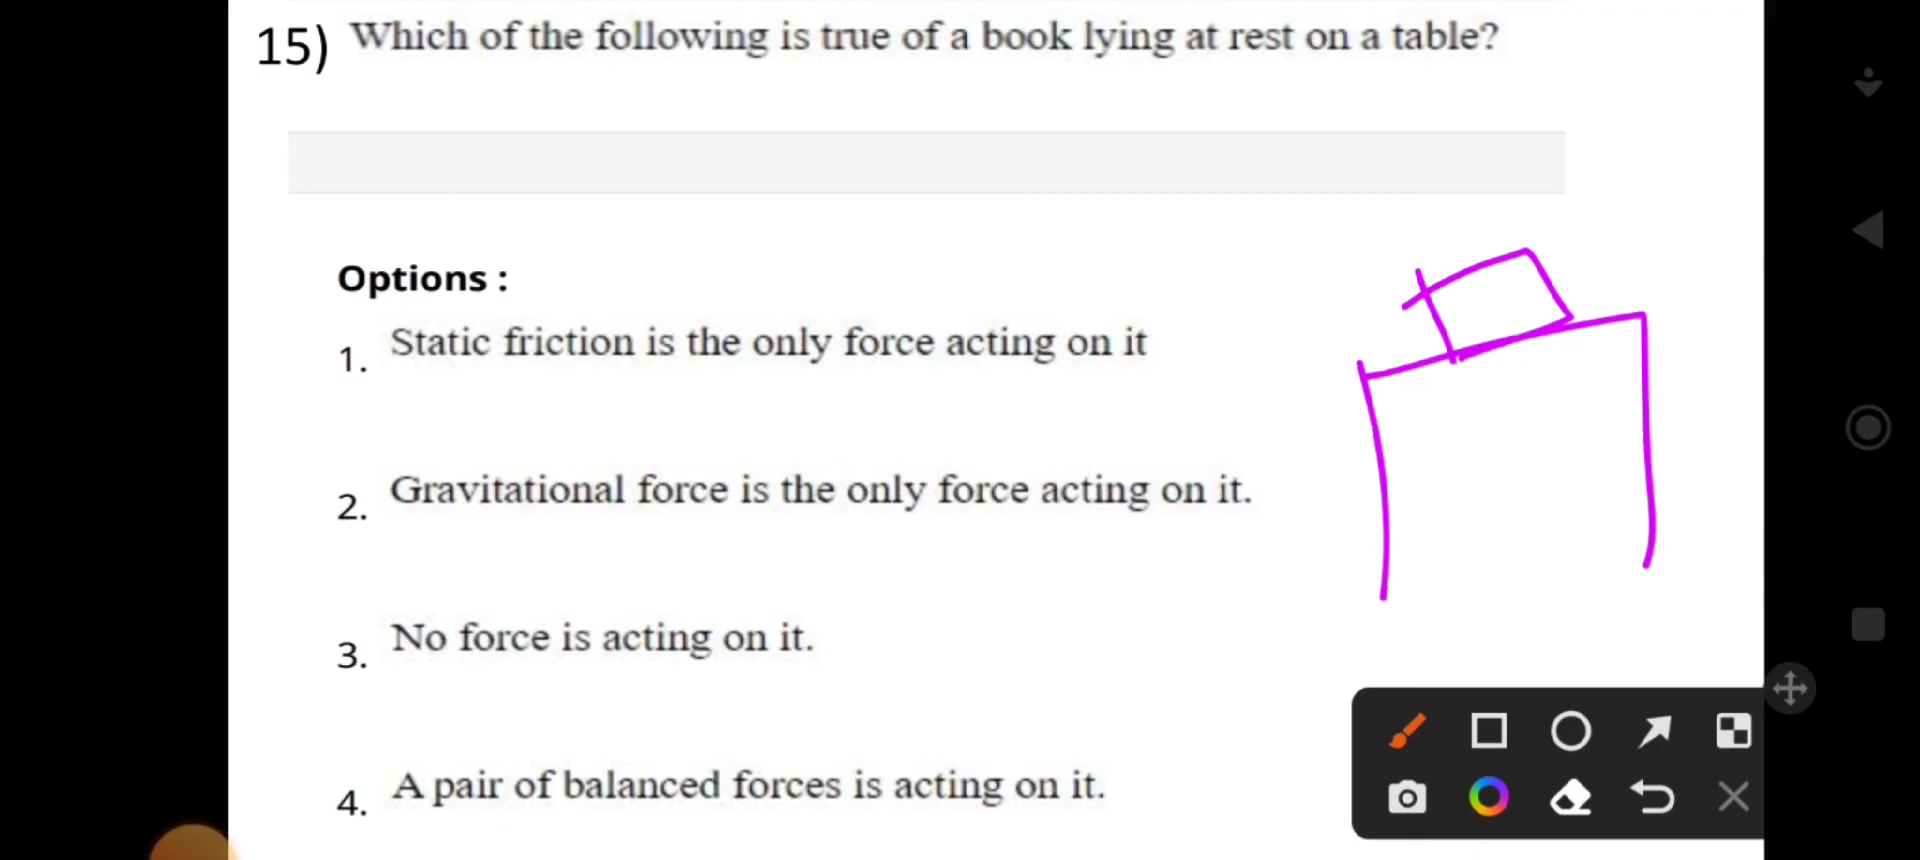 15) Which of the following is true of a book lying at rest on a table?
Options :
1. Static friction is the only force acting on it
2. Gravitational force is the only force acting on it.
3. No force is acting on it.
4. A pair of balanced forces is acting on it.